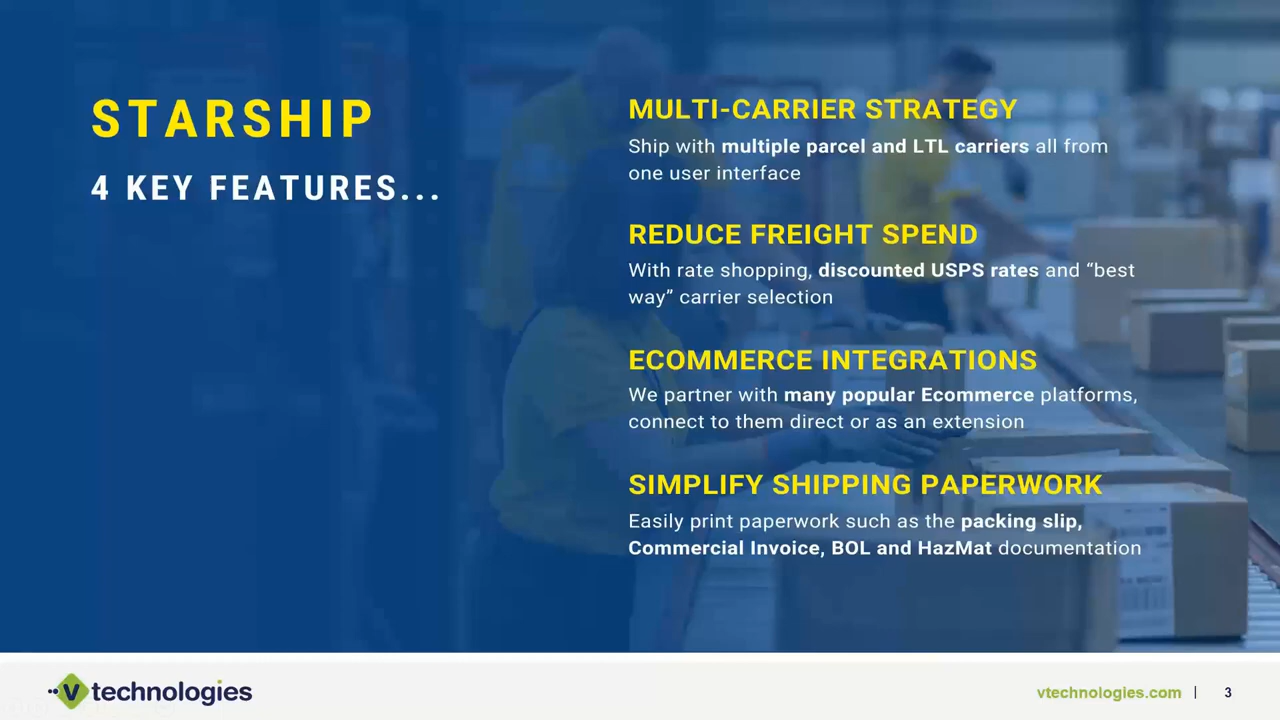 STARSHIP
4 KEY FEATURES...
MULTI-CARRIER STRATEGY
Ship with multiple parcel and LTL carriers all from
one user interface
REDUCE FREIGHT SPEND
With rate shopping, discounted USPS rates and “best
way” carrier selection
ECOMMERCE INTEGRATIONS
We partner with many popular Ecommerce platforms,
connect to them direct or as an extension
SIMPLIFY SHIPPING PAPERWORK
Easily print paperwork such as the packing slip,
Commercial Invoice, BOL and HazMat documentation
V technologies
vtechnologies.com | 3